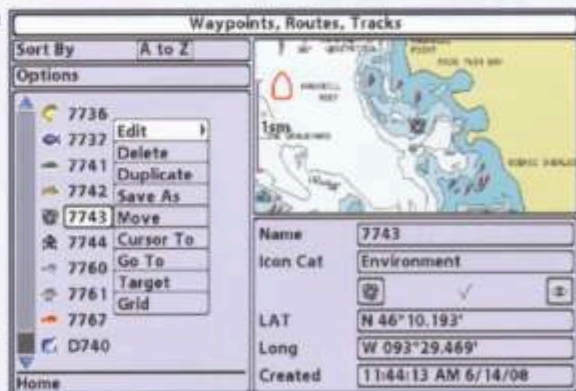 Waypoints, Routes, Tracks
Sort By A to Z
Options
7736
7737
7741
7742
7743
7744
7760
7761
7767
D740
Edit
Delete
Duplicate
Save As
Move
Cursor To
Go To
Target
Grid
Home
1sm
Name 7743
Icon Cat Environment
LAT N 46°10.193'
Long W 093°29.469'
Created 11:44:13 AM 6/14/08